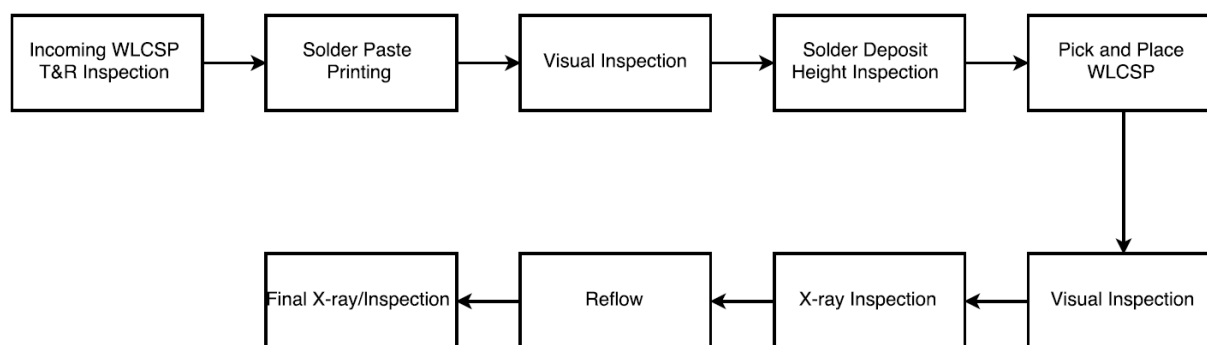 Incoming WLCSP
T&R Inspection
Solder Paste
Printing
Visual Inspection
Solder Deposit
Height Inspection
Pick and Place
WLCSP
Visual Inspection
X-ray Inspection
Reflow
Final X-ray/Inspection